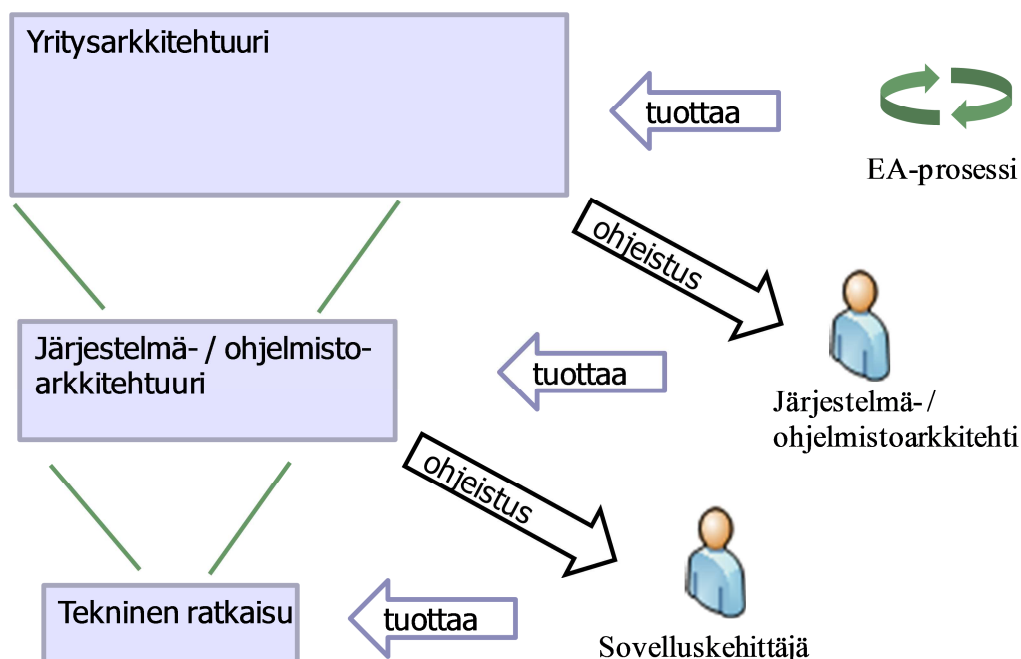 Yritysarkkitehtuuri
tuottaa
EA-prosessi
ohjeistus
Järjestelmä- / ohjelmisto-
arkkitehtuuri
tuottaa
Järjestelmä- /
ohjelmistoarkkitehti
ohjeistus
Tekninen ratkaisu
tuottaa
Sovelluskehittäjä